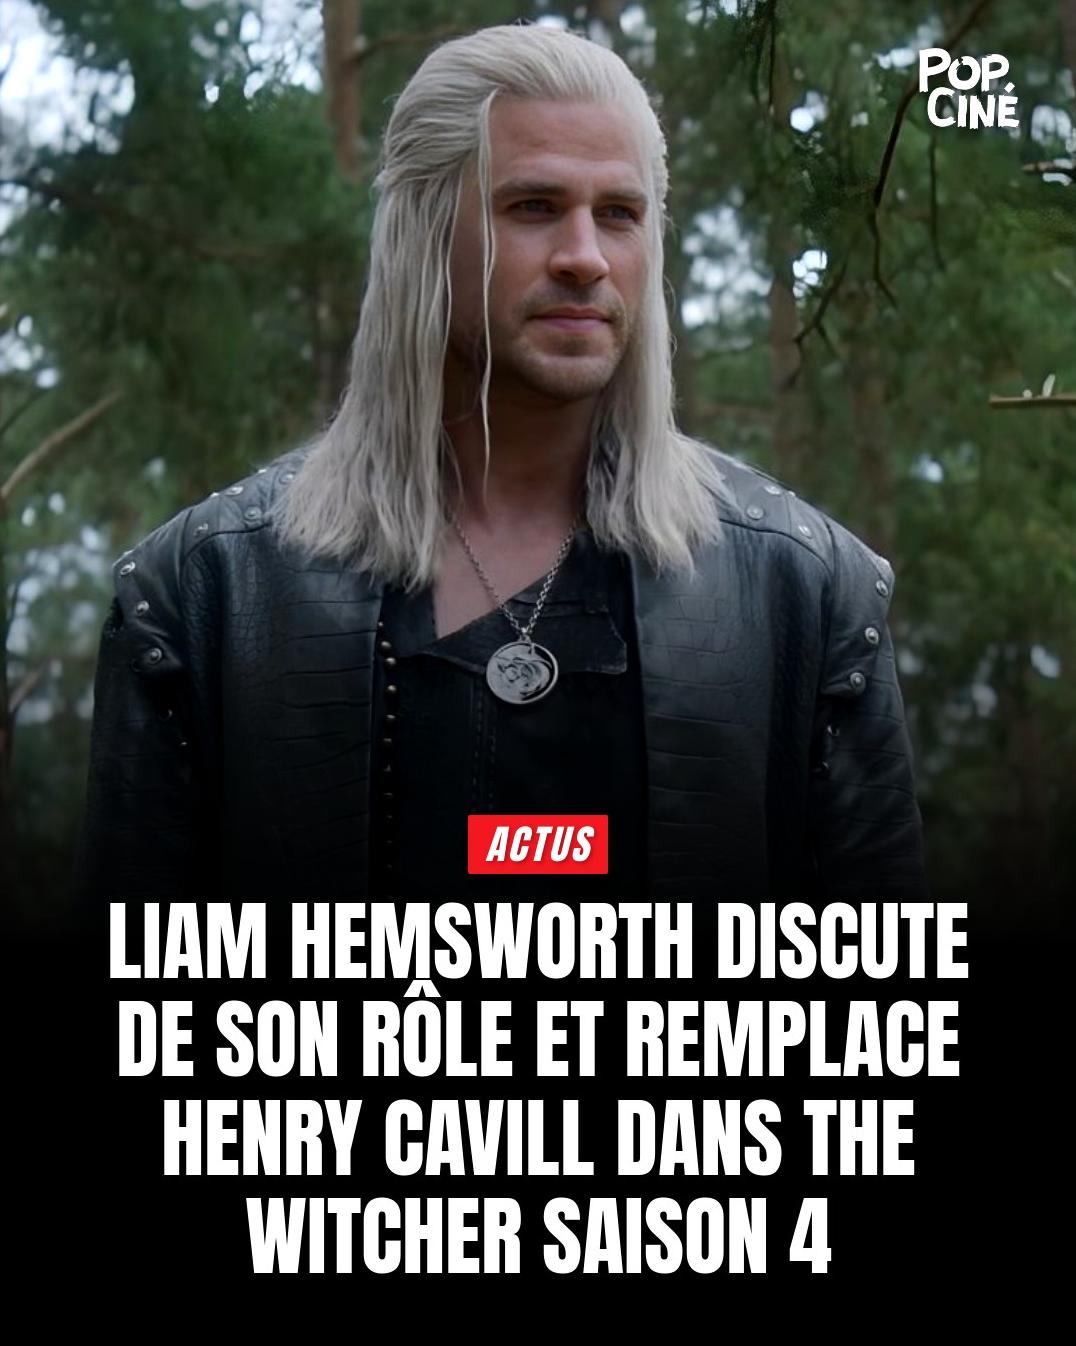 POP
CINÉ
ACTUS
LIAM HEMSWORTH DISCUTE
DE SON RÔLE ET REMPLACE
HENRY CAVILL DANS THE
WITCHER SAISON 4